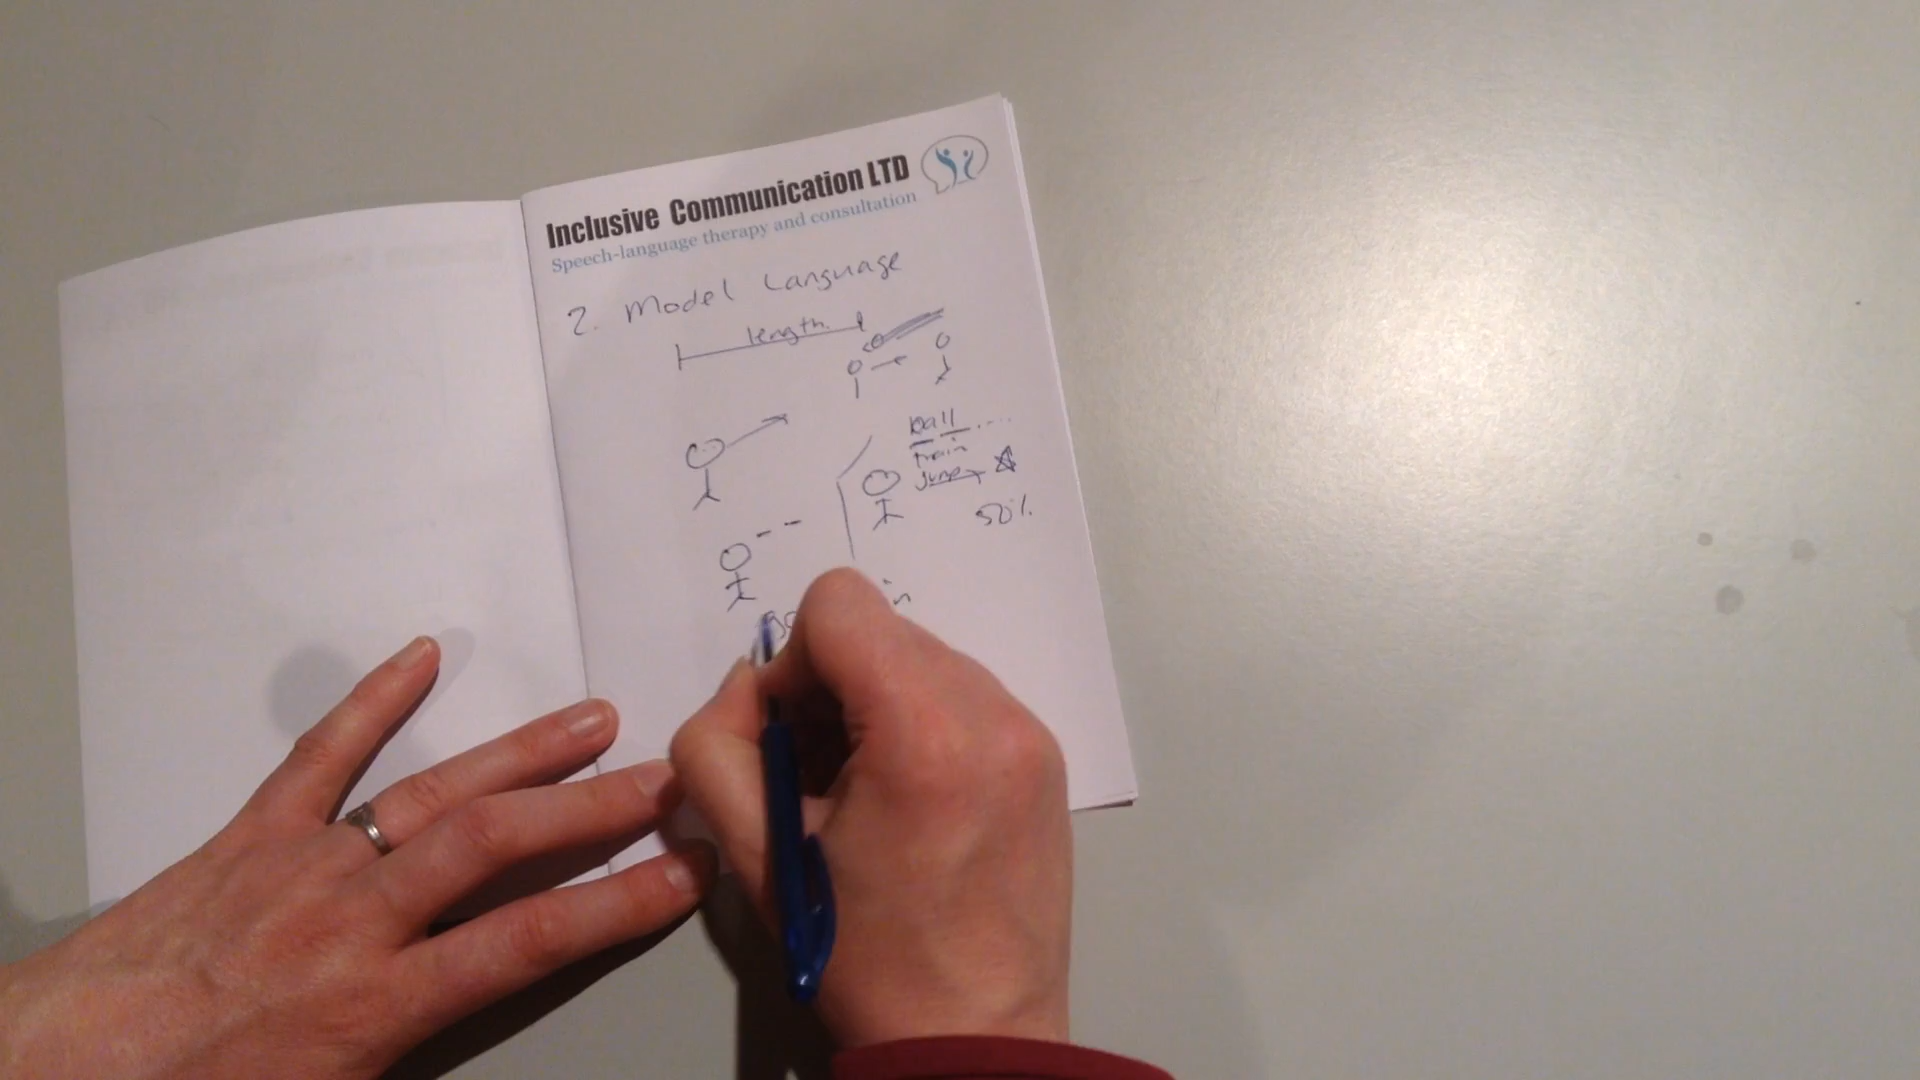 Inclusive Communication LTD
Speech-language therapy and consultation
2. Model Language
length
ball
train
jump
50%